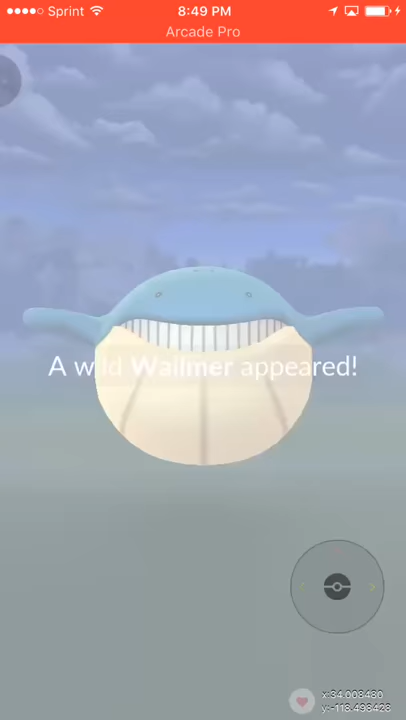 Sprint 8:49 PM
Arcade Pro
A wild Wailmer appeared!
x:34.008480
y:-118.498428